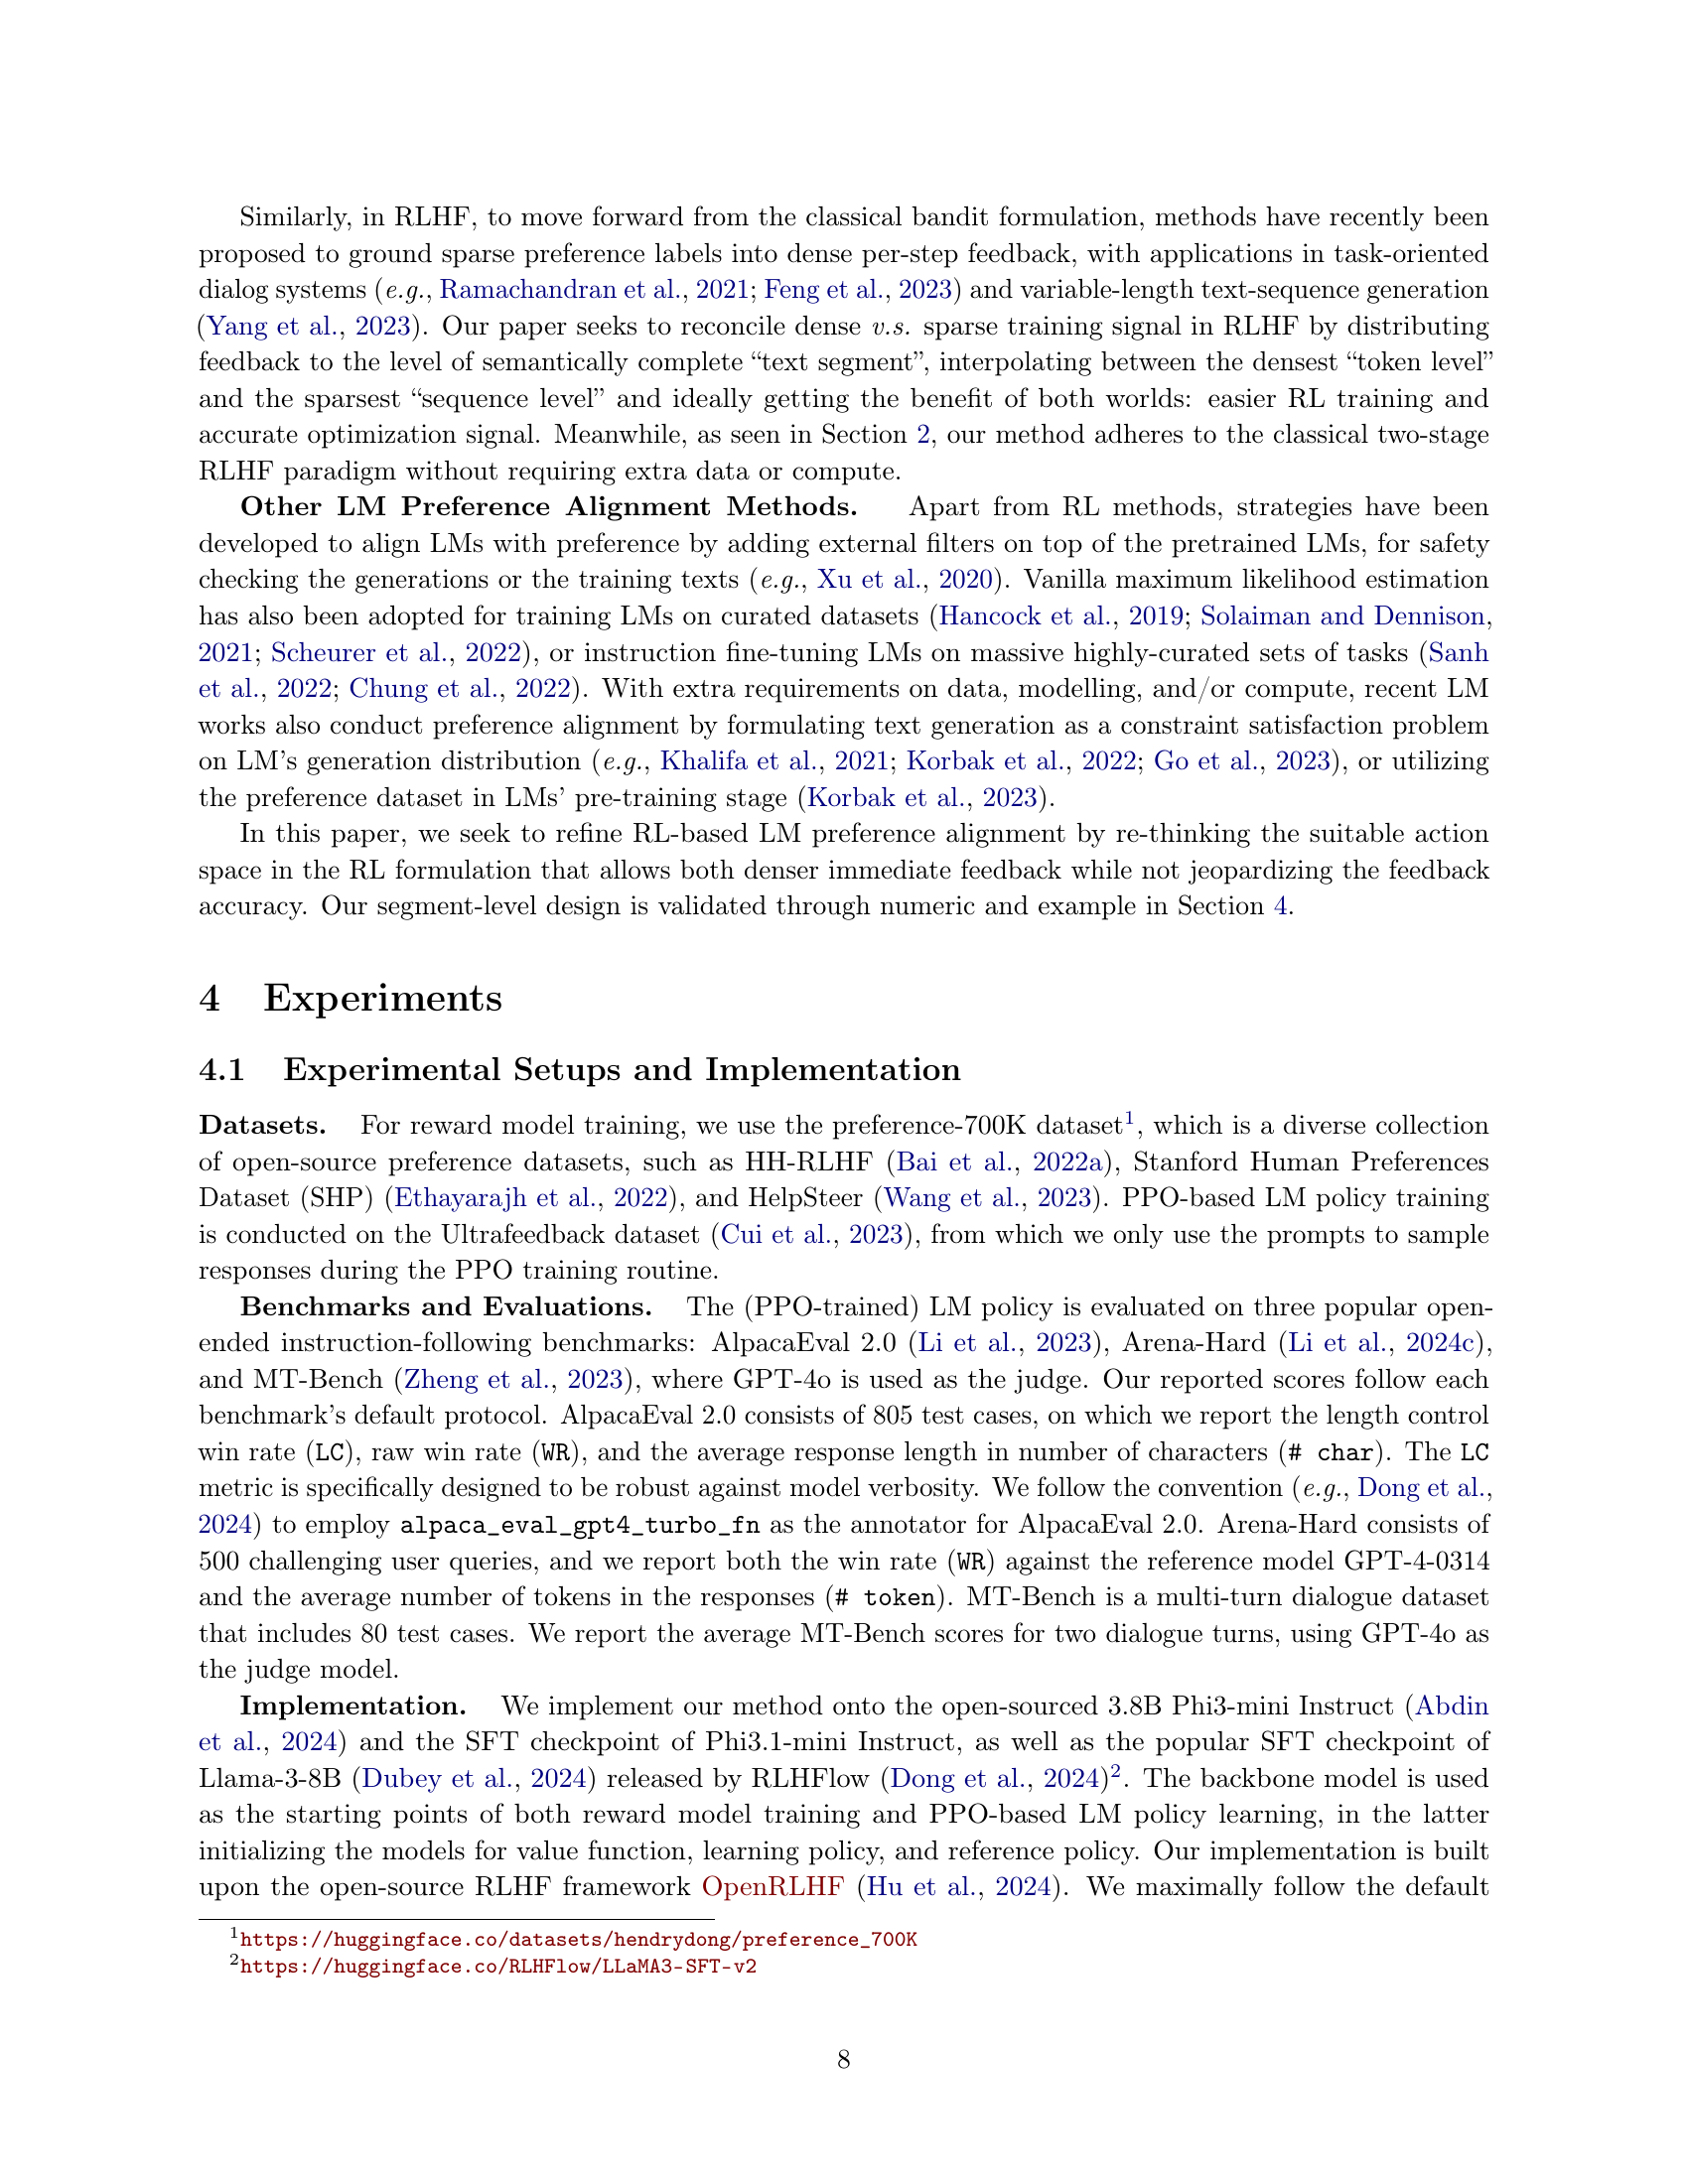 Similarly, in RLHF, to move forward from the classical bandit formulation, methods have recently been
proposed to ground sparse preference labels into dense per-step feedback, with applications in task-oriented
dialog systems (e.g., Ramachandran et al., 2021; Feng et al., 2023) and variable-length text-sequence generation
(Yang et al., 2023). Our paper seeks to reconcile dense v.s. sparse training signal in RLHF by distributing
feedback to the level of semantically complete “text segment”, interpolating between the densest “token level”
and the sparsest “sequence level” and ideally getting the benefit of both worlds: easier RL training and
accurate optimization signal. Meanwhile, as seen in Section 2, our method adheres to the classical two-stage
RLHF paradigm without requiring extra data or compute.
Other LM Preference Alignment Methods. Apart from RL methods, strategies have been
developed to align LMs with preference by adding external filters on top of the pretrained LMs, for safety
checking the generations or the training texts (e.g., Xu et al., 2020). Vanilla maximum likelihood estimation
has also been adopted for training LMs on curated datasets (Hancock et al., 2019; Solaiman and Dennison,
2021; Scheurer et al., 2022), or instruction fine-tuning LMs on massive highly-curated sets of tasks (Sanh
et al., 2022; Chung et al., 2022). With extra requirements on data, modelling, and/or compute, recent LM
works also conduct preference alignment by formulating text generation as a constraint satisfaction problem
on LM’s generation distribution (e.g., Khalifa et al., 2021; Korbak et al., 2022; Go et al., 2023), or utilizing
the preference dataset in LMs’ pre-training stage (Korbak et al., 2023).
In this paper, we seek to refine RL-based LM preference alignment by re-thinking the suitable action
space in the RL formulation that allows both denser immediate feedback while not jeopardizing the feedback
accuracy. Our segment-level design is validated through numeric and example in Section 4.
4 Experiments
4.1 Experimental Setups and Implementation
Datasets. For reward model training, we use the preference-700K dataset1, which is a diverse collection
of open-source preference datasets, such as HH-RLHF (Bai et al., 2022a), Stanford Human Preferences
Dataset (SHP) (Ethayarajh et al., 2022), and HelpSteer (Wang et al., 2023). PPO-based LM policy training
is conducted on the Ultrafeedback dataset (Cui et al., 2023), from which we only use the prompts to sample
responses during the PPO training routine.
Benchmarks and Evaluations. The (PPO-trained) LM policy is evaluated on three popular open-
ended instruction-following benchmarks: AlpacaEval 2.0 (Li et al., 2023), Arena-Hard (Li et al., 2024c),
and MT-Bench (Zheng et al., 2023), where GPT-4o is used as the judge. Our reported scores follow each
benchmark’s default protocol. AlpacaEval 2.0 consists of 805 test cases, on which we report the length control
win rate (LC), raw win rate (WR), and the average response length in number of characters (# char). The LC
metric is specifically designed to be robust against model verbosity. We follow the convention (e.g., Dong et al.,
2024) to employ alpaca_eval_gpt4_turbo_fn as the annotator for AlpacaEval 2.0. Arena-Hard consists of
500 challenging user queries, and we report both the win rate (WR) against the reference model GPT-4-0314
and the average number of tokens in the responses (# token). MT-Bench is a multi-turn dialogue dataset
that includes 80 test cases. We report the average MT-Bench scores for two dialogue turns, using GPT-4o as
the judge model.
Implementation. We implement our method onto the open-sourced 3.8B Phi3-mini Instruct (Abdin
et al., 2024) and the SFT checkpoint of Phi3.1-mini Instruct, as well as the popular SFT checkpoint of
Llama-3-8B (Dubey et al., 2024) released by RLHFlow (Dong et al., 2024)2. The backbone model is used
as the starting points of both reward model training and PPO-based LM policy learning, in the latter
initializing the models for value function, learning policy, and reference policy. Our implementation is built
upon the open-source RLHF framework OpenRLHF (Hu et al., 2024). We maximally follow the default
1https://huggingface.co/datasets/hendrydong/preference_700K
2https://huggingface.co/RLHFlow/LLaMA3-SFT-v2
8